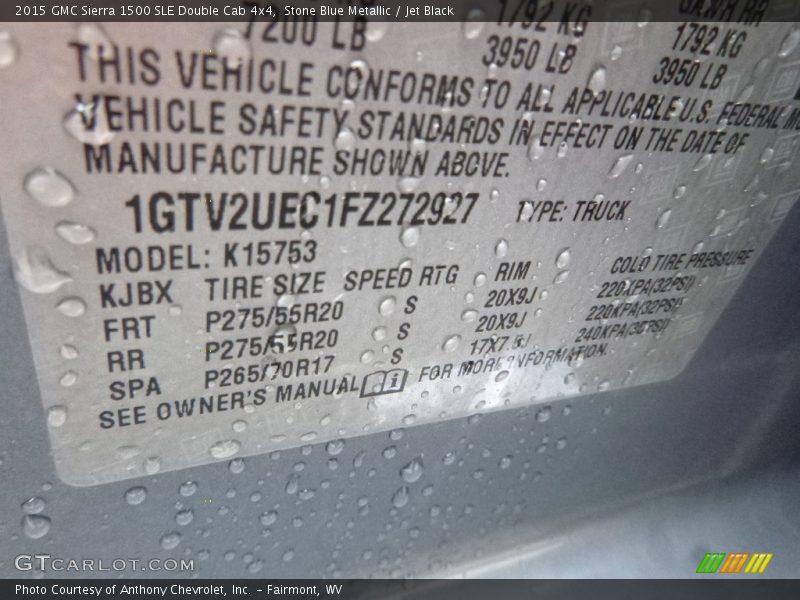 2015 GMC Sierra 1500 SLE Double Cab 4x4, Stone Blue Metallic / Jet Black
7200 LB 1792 KG GAWR RR
3950 LB 1792 KG
3950 LB
THIS VEHICLE CONFORMS TO ALL APPLICABLE U.S. FEDERAL
VEHICLE SAFETY STANDARDS IN EFFECT ON THE DATE OF
MANUFACTURE SHOWN ABOVE.
1GTV2UEC1FZ272927 TYPE: TRUCK
MODEL: K15753
KJBX TIRE SIZE SPEED RTG RIM COLD TIRE PRESSURE
FRT P275/55R20 S 20X9J 220KPA(32PSI)
RR P275/55R20 S 20X9J 220KPA(32PSI)
SPA P265/70R17 S 17X7.5J 240KPA(35PSI)
SEE OWNER'S MANUAL FOR MORE INFORMATION.
GTCARLOT.COM
Photo Courtesy of Anthony Chevrolet, Inc. – Fairmont, WV